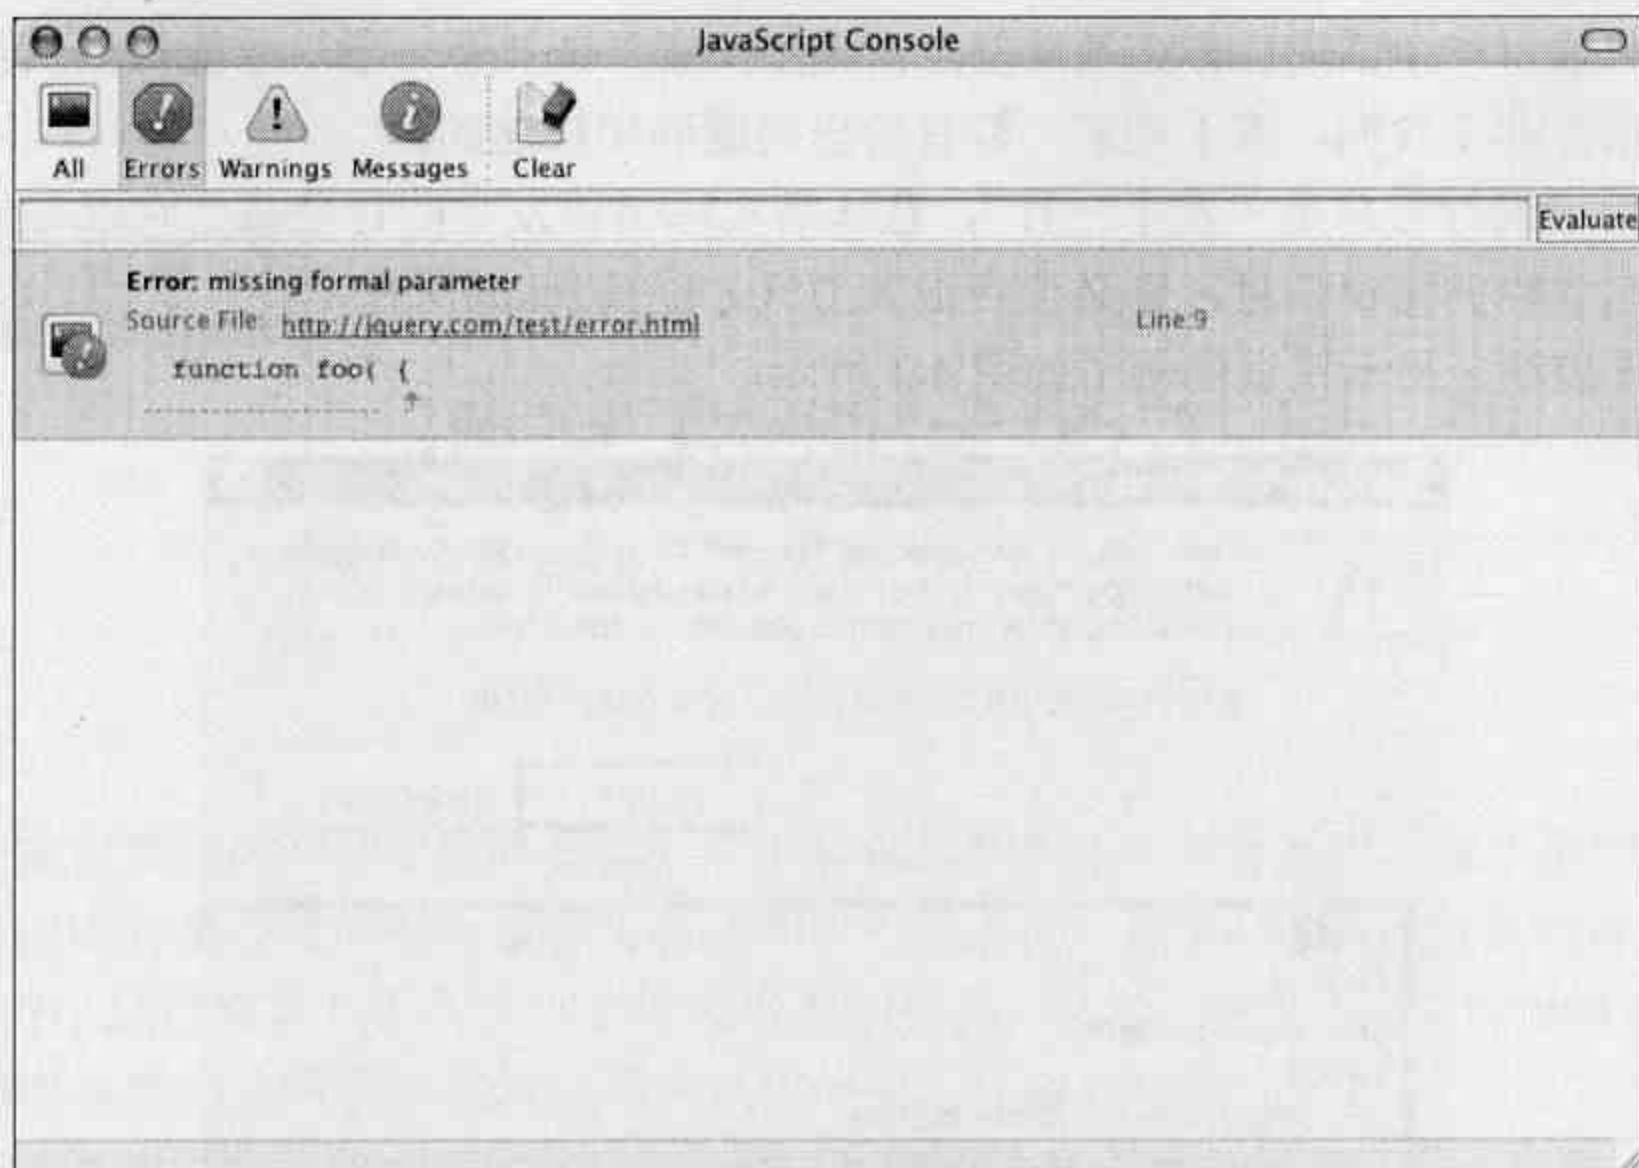 JavaScript Console
All Errors Warnings Messages Clear
Evaluate
Error: missing formal parameter
Source File: http://jquery.com/test/error.html Line:9
function foo( {